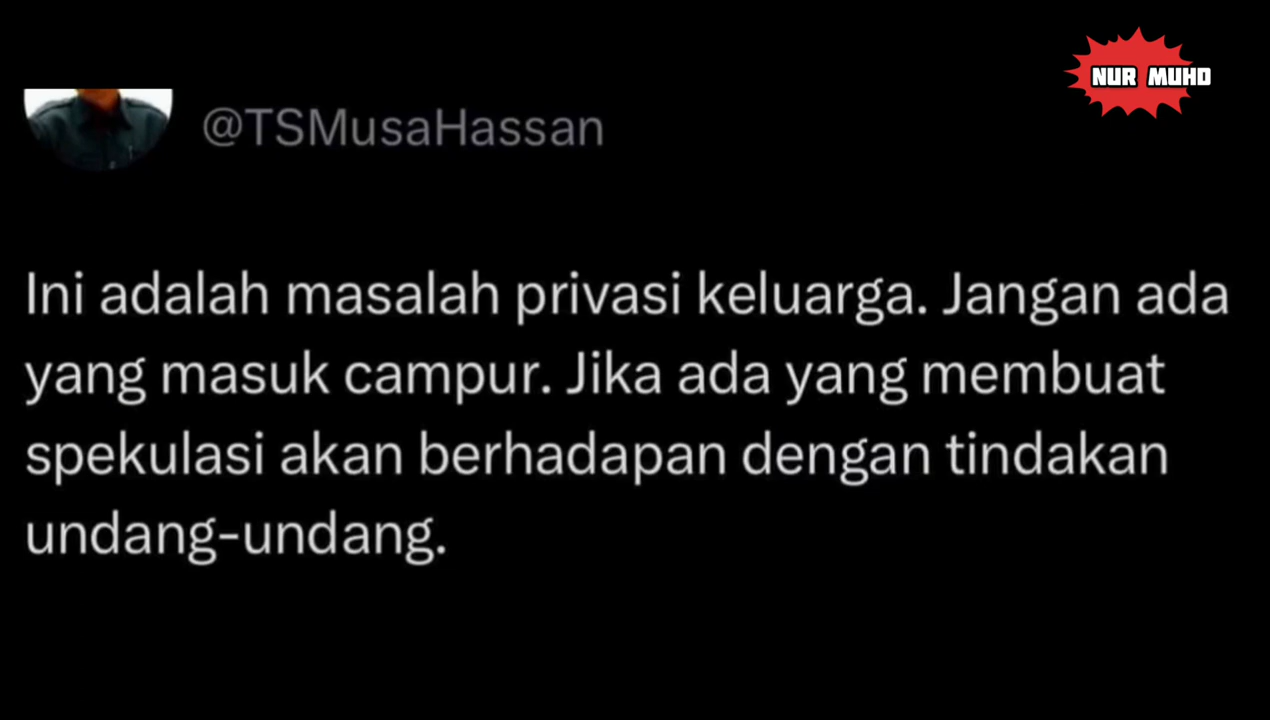 NUR MUHD
@TSMusaHassan
Ini adalah masalah privasi keluarga. Jangan ada
yang masuk campur. Jika ada yang membuat
spekulasi akan berhadapan dengan tindakan
undang-undang.